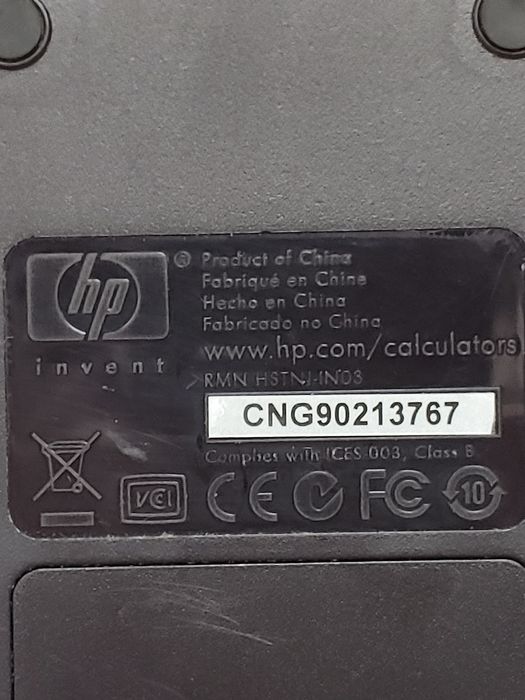 hp
invent
® Product of China
Fabriqué en Chine
Hecho en China
Fabricado no China
www.hp.com/calculators
RMN HSTNJ-IN03
CNG90213767
Complies with ICES-003, Class B
VCI
CE
FC
10